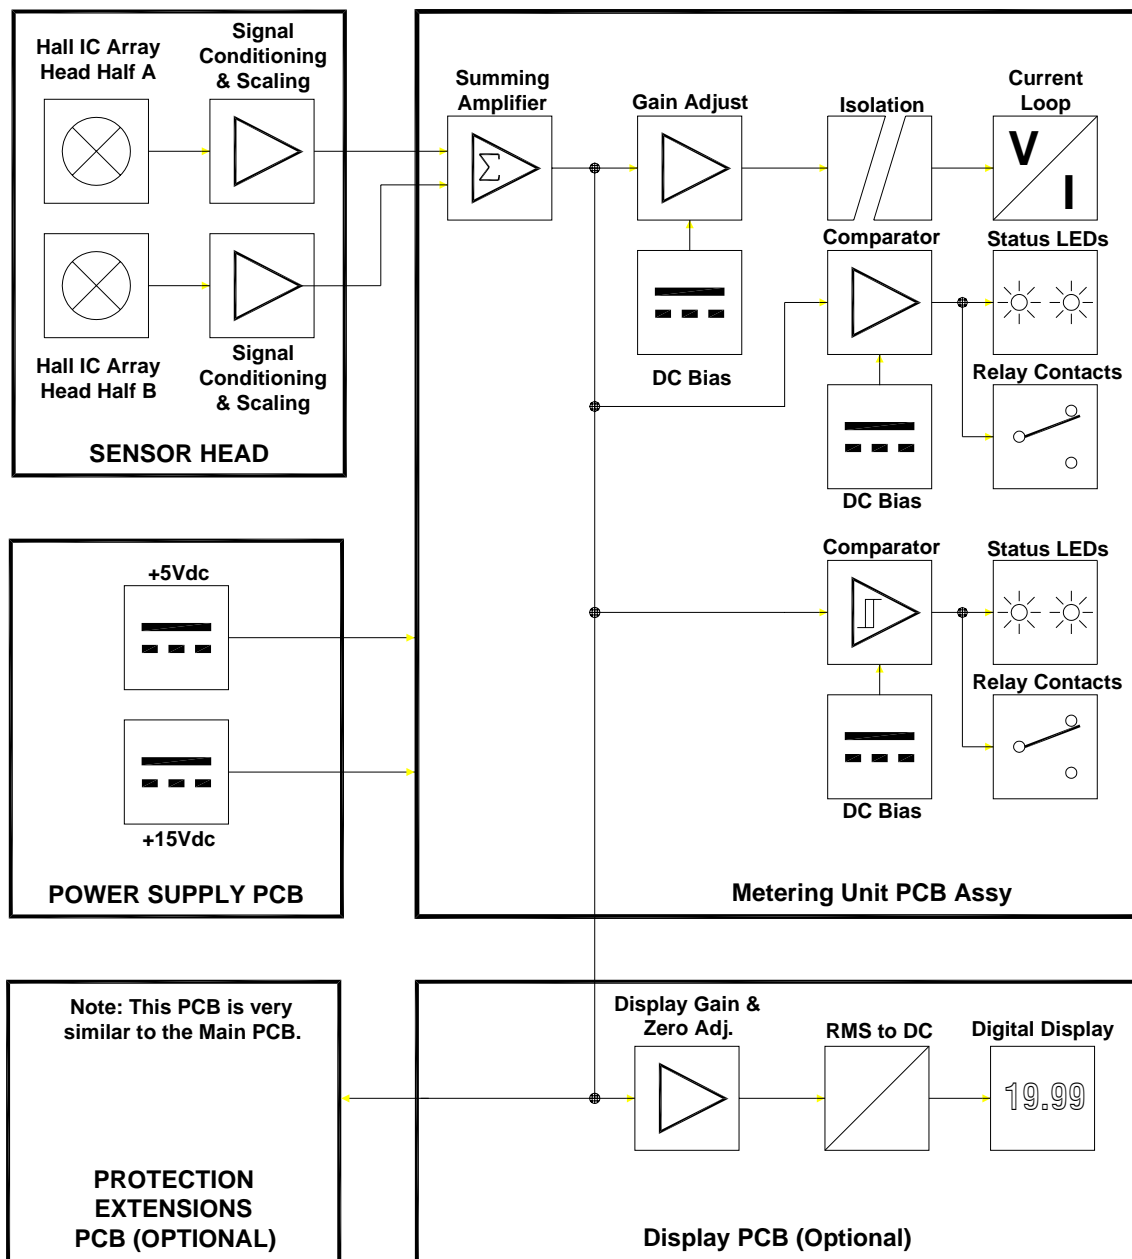 Hall IC Array
Head Half A
Signal
Conditioning
& Scaling
Hall IC Array
Head Half B
Signal
Conditioning
& Scaling
SENSOR HEAD
Summing
Amplifier
Σ
Gain Adjust
Isolation
Current
Loop
V
I
DC Bias
Comparator
Status LEDs
Relay Contacts
DC Bias
Comparator
Status LEDs
Relay Contacts
DC Bias
Metering Unit PCB Assy
+5Vdc
+15Vdc
POWER SUPPLY PCB
Note: This PCB is very
similar to the Main PCB.
PROTECTION
EXTENSIONS
PCB (OPTIONAL)
Display Gain &
Zero Adj.
RMS to DC
Digital Display
19.99
Display PCB (Optional)